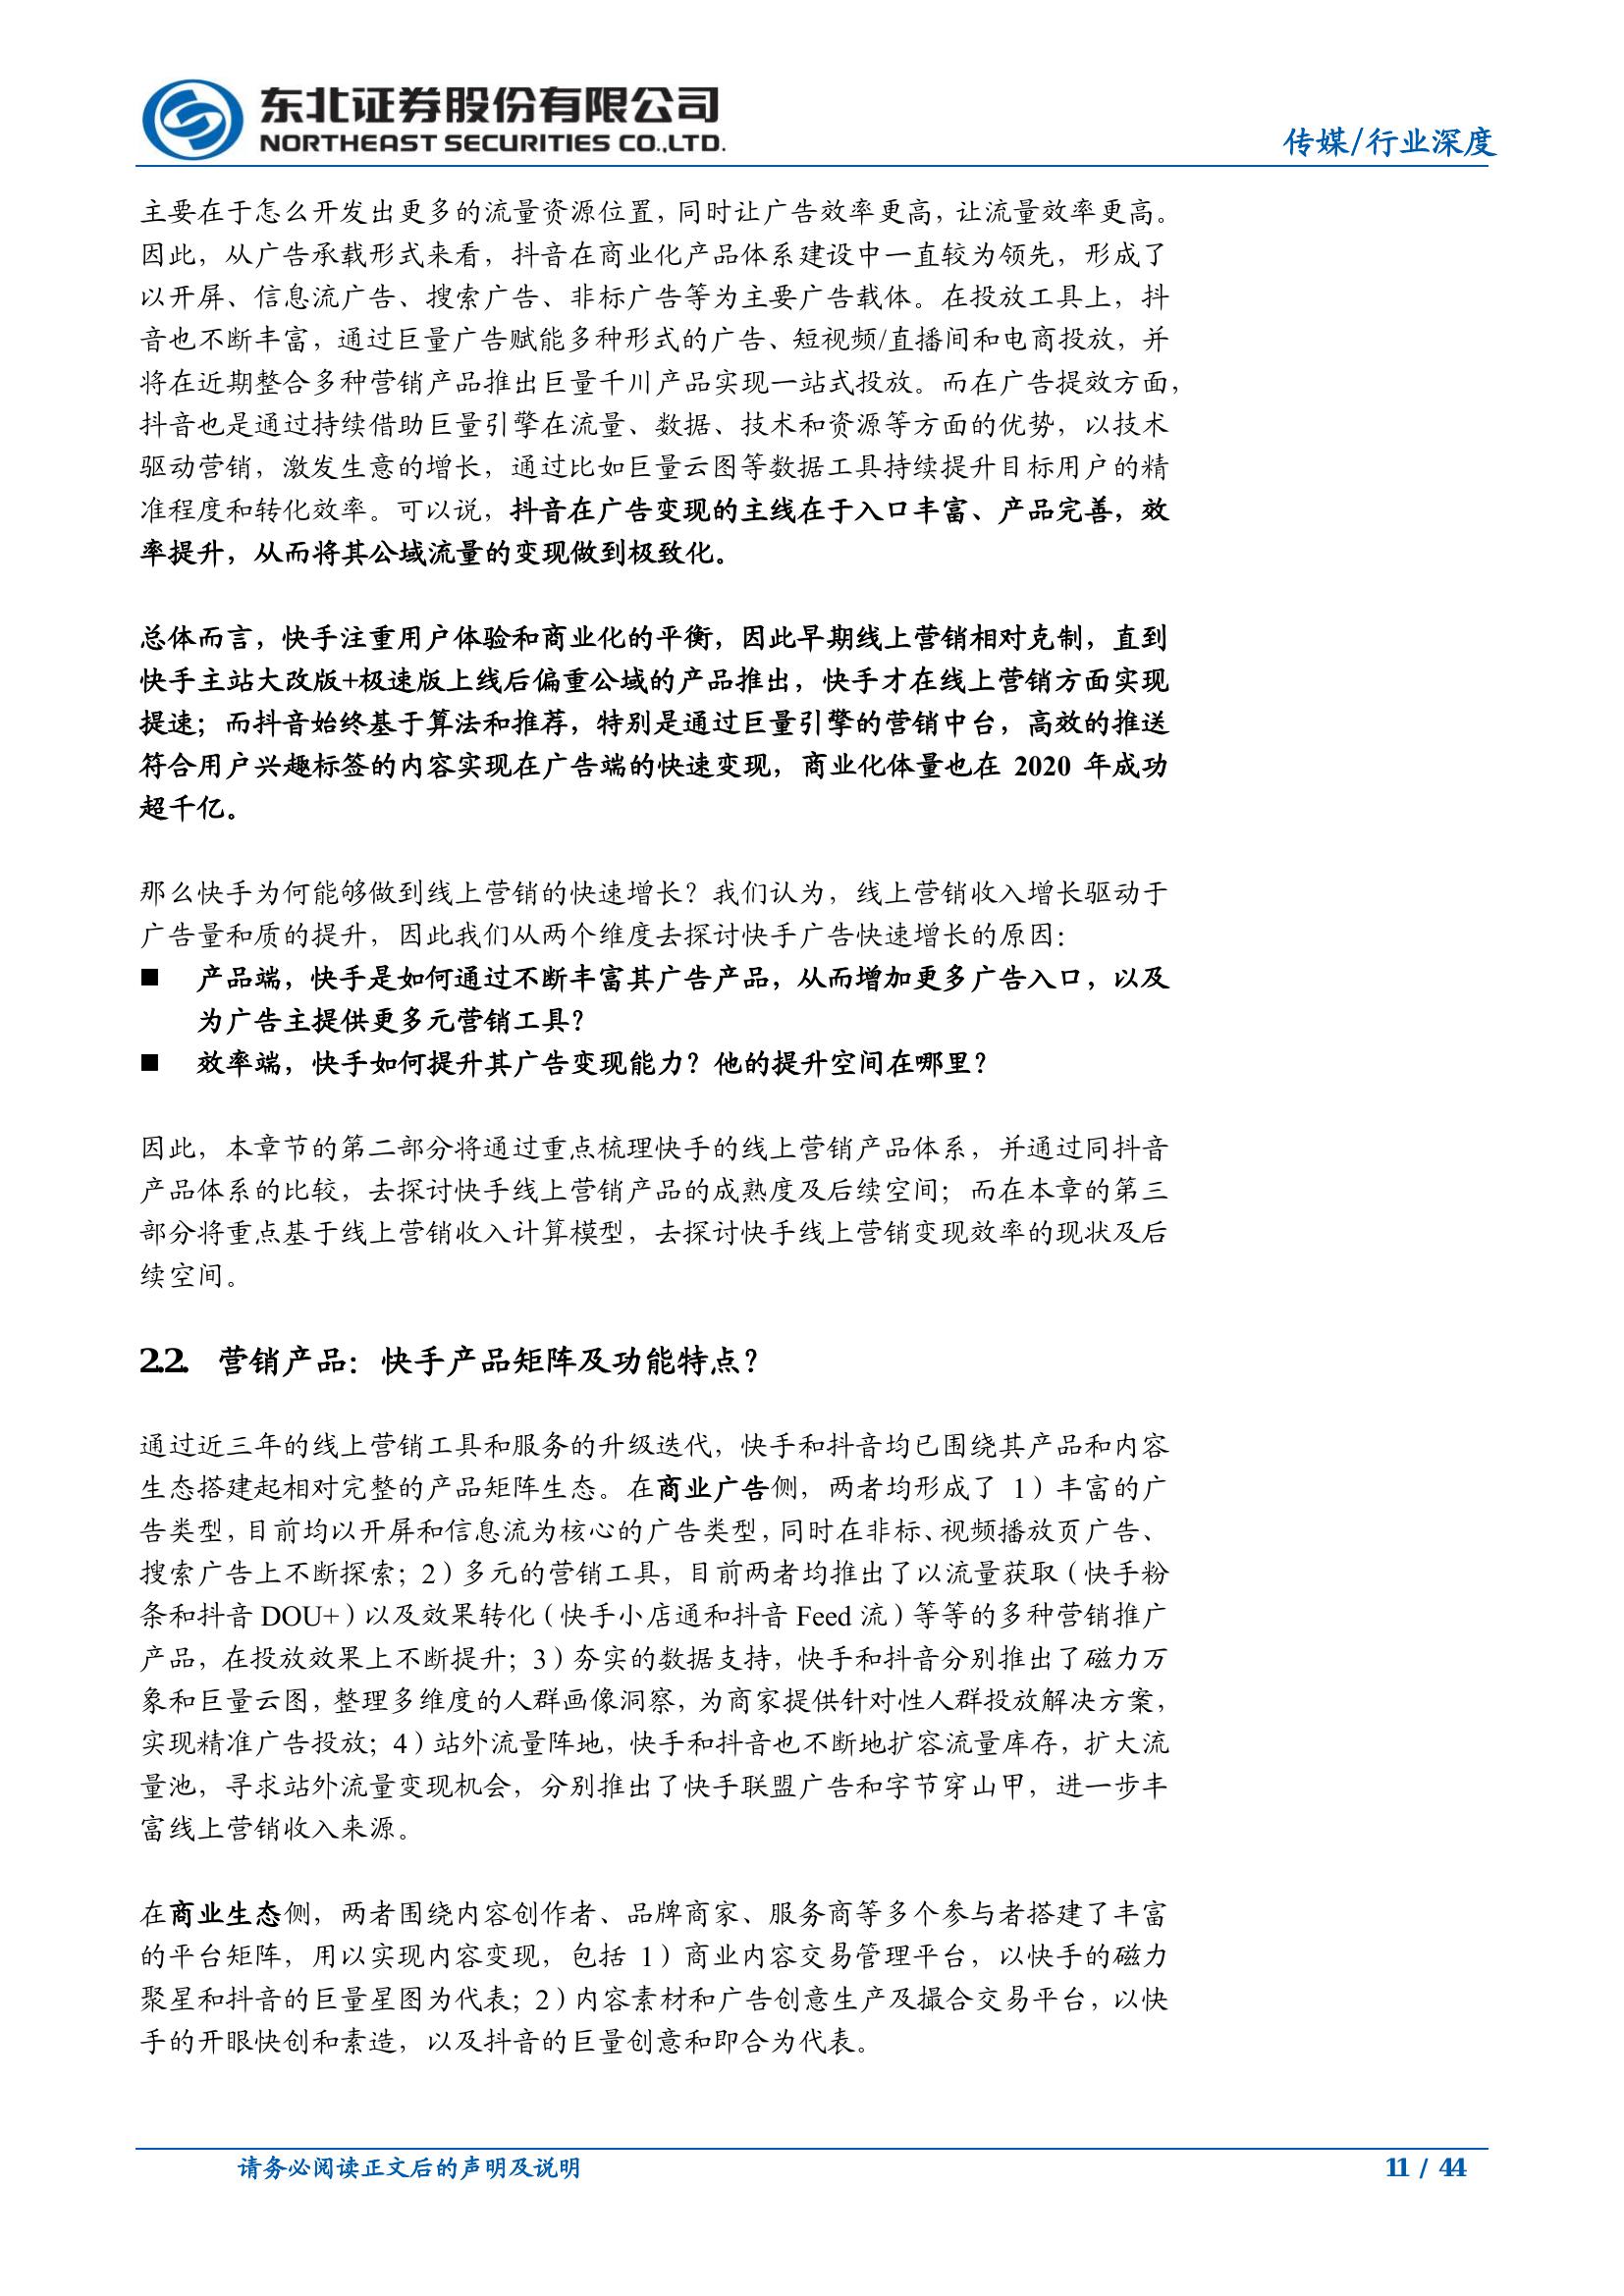 东北证券股份有限公司
NORTHEAST SECURITIES CO.,LTD.
传媒/行业深度
主要在于怎么开发出更多的流量资源位置，同时让广告效率更高，让流量效率更高。
因此，从广告承载形式来看，抖音在商业化产品体系建设中一直较为领先，形成了
以开屏、信息流广告、搜索广告、非标广告等为主要广告载体。在投放工具上，抖
音也不断丰富，通过巨量广告赋能多种形式的广告、短视频/直播间和电商投放，并
将在近期整合多种营销产品推出巨量千川产品实现一站式投放。而在广告提效方面，
抖音也是通过持续借助巨量引擎在流量、数据、技术和资源等方面的优势，以技术
驱动营销，激发生意的增长，通过比如巨量云图等数据工具持续提升目标用户的精
准程度和转化效率。可以说，抖音在广告变现的主线在于入口丰富、产品完善，效
率提升，从而将其公域流量的变现做到极致化。
总体而言，快手注重用户体验和商业化的平衡，因此早期线上营销相对克制，直到
快手主站大改版+极速版上线后偏重公域的产品推出，快手才在线上营销方面实现
提速；而抖音始终基于算法和推荐，特别是通过巨量引擎的营销中台，高效的推送
符合用户兴趣标签的内容实现在广告端的快速变现，商业化体量也在 2020 年成功
超千亿。
那么快手为何能够做到线上营销的快速增长？我们认为，线上营销收入增长驱动于
广告量和质的提升，因此我们从两个维度去探讨快手广告快速增长的原因：
■ 产品端，快手是如何通过不断丰富其广告产品，从而增加更多广告入口，以及
为广告主提供更多元营销工具？
■ 效率端，快手如何提升其广告变现能力？他的提升空间在哪里？
因此，本章节的第二部分将通过重点梳理快手的线上营销产品体系，并通过同抖音
产品体系的比较，去探讨快手线上营销产品的成熟度及后续空间；而在本章的第三
部分将重点基于线上营销收入计算模型，去探讨快手线上营销变现效率的现状及后
续空间。
2.2. 营销产品：快手产品矩阵及功能特点？
通过近三年的线上营销工具和服务的升级迭代，快手和抖音均已围绕其产品和内容
生态搭建起相对完整的产品矩阵生态。在商业广告侧，两者均形成了 1）丰富的广
告类型，目前均以开屏和信息流为核心的广告类型，同时在非标、视频播放页广告、
搜索广告上不断探索；2）多元的营销工具，目前两者均推出了以流量获取（快手粉
条和抖音 DOU+）以及效果转化（快手小店通和抖音 Feed 流）等等的多种营销推广
产品，在投放效果上不断提升；3）夯实的数据支持，快手和抖音分别推出了磁力万
象和巨量云图，整理多维度的人群画像洞察，为商家提供针对性人群投放解决方案，
实现精准广告投放；4）站外流量阵地，快手和抖音也不断地扩容流量库存，扩大流
量池，寻求站外流量变现机会，分别推出了快手联盟广告和字节穿山甲，进一步丰
富线上营销收入来源。
在商业生态侧，两者围绕内容创作者、品牌商家、服务商等多个参与者搭建了丰富
的平台矩阵，用以实现内容变现，包括 1）商业内容交易管理平台，以快手的磁力
聚星和抖音的巨量星图为代表；2）内容素材和广告创意生产及撮合交易平台，以快
手的开眼快创和素造，以及抖音的巨量创意和即合为代表。
请务必阅读正文后的声明及说明
11 / 44